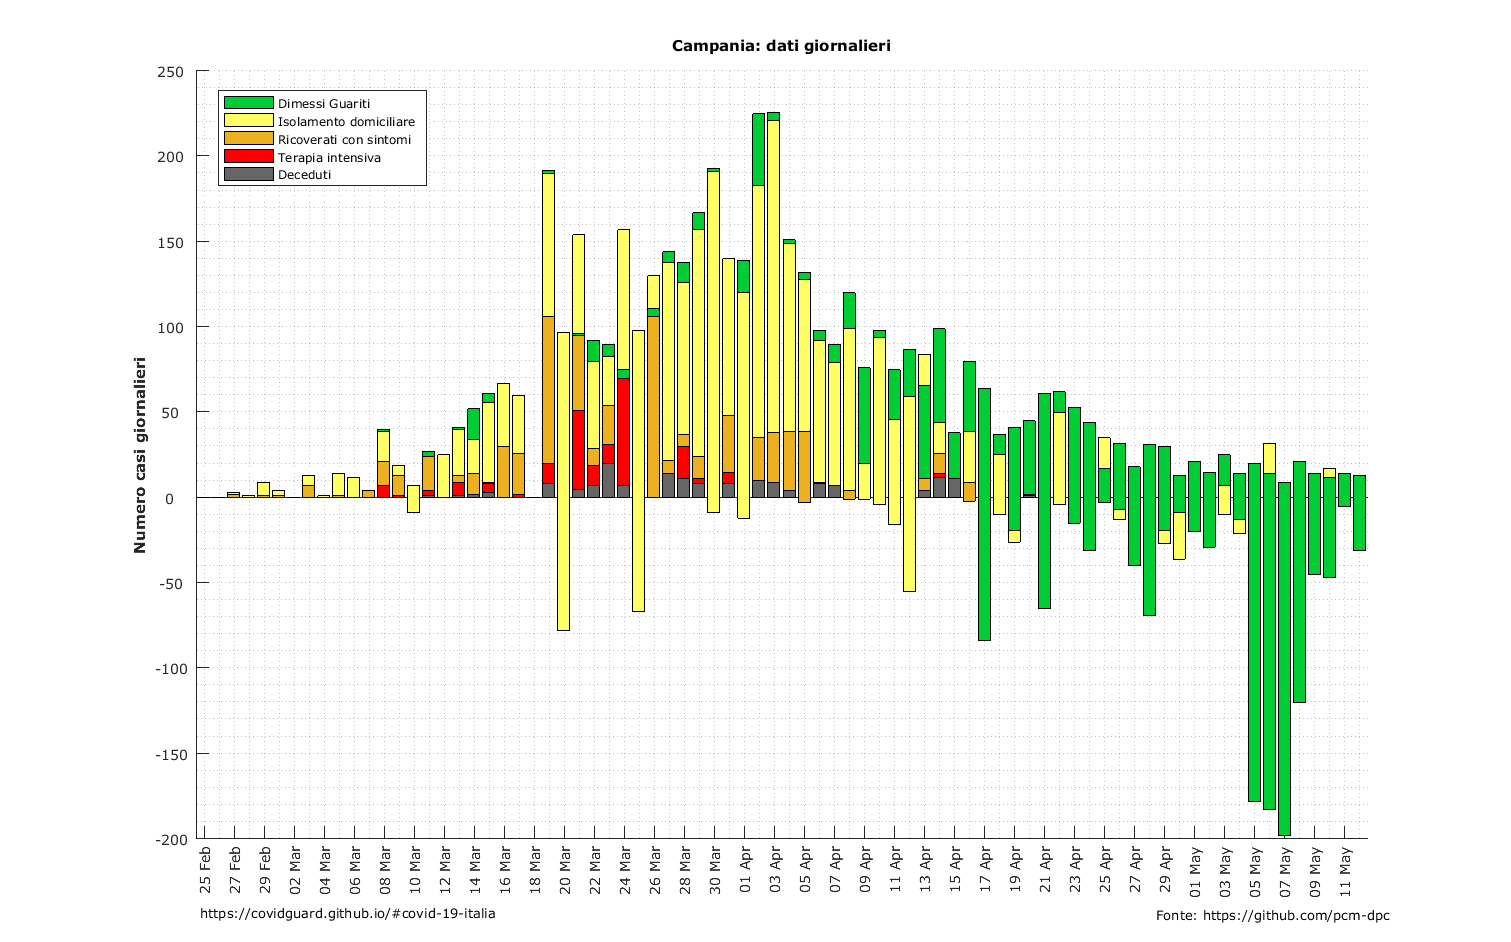 Campania: dati giornalieri
Numero casi giornalieri
250
200
150
100
50
0
-50
-100
-150
-200
Dimessi Guariti
Isolamento domiciliare
Ricoverati con sintomi
Terapia intensiva
Deceduti
25 Feb
27 Feb
29 Feb
02 Mar
04 Mar
06 Mar
08 Mar
10 Mar
12 Mar
14 Mar
16 Mar
18 Mar
20 Mar
22 Mar
24 Mar
26 Mar
28 Mar
30 Mar
01 Apr
03 Apr
05 Apr
07 Apr
09 Apr
11 Apr
13 Apr
15 Apr
17 Apr
19 Apr
21 Apr
23 Apr
25 Apr
27 Apr
29 Apr
01 May
03 May
05 May
07 May
09 May
11 May
https://covidguard.github.io/#covid-19-italia
Fonte: https://github.com/pcm-dpc